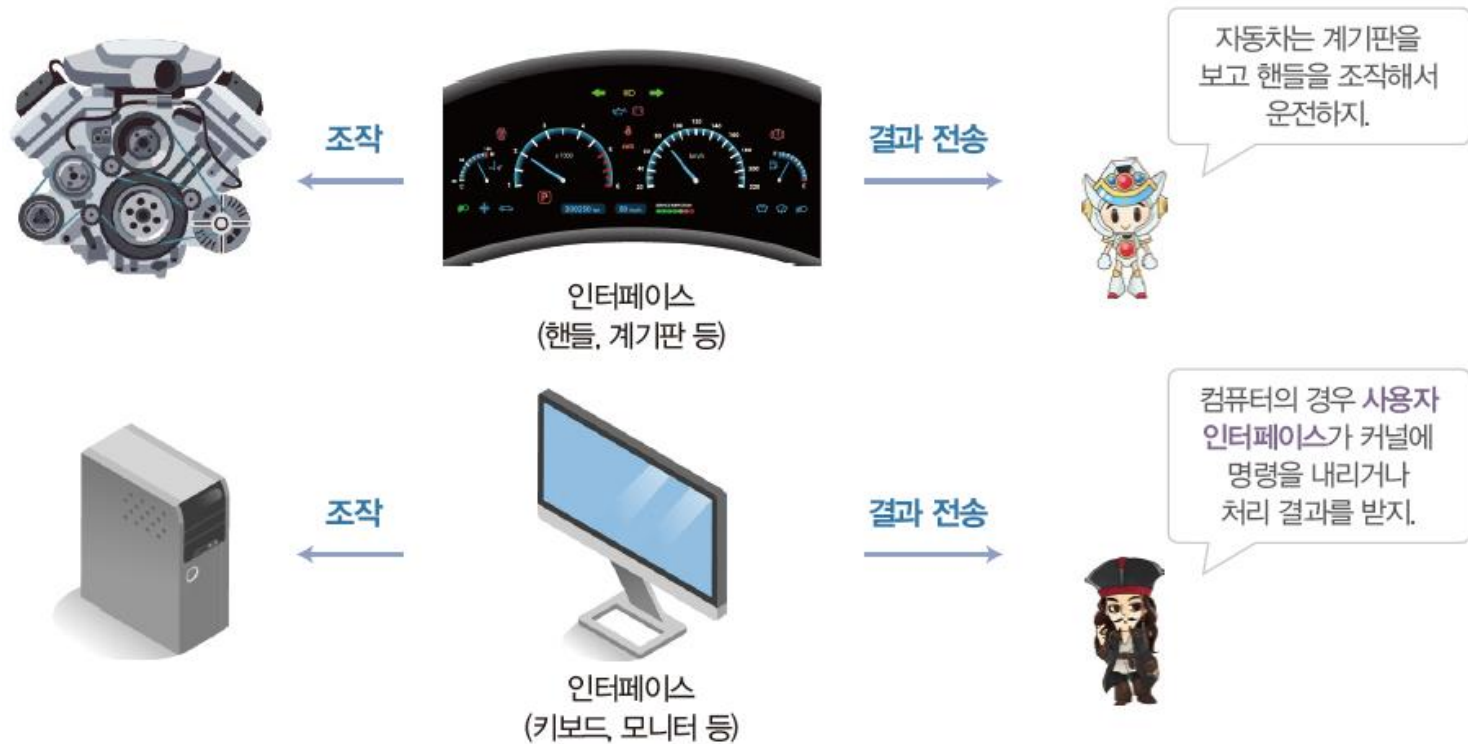 자동차는 계기판을
보고 핸들을 조작해서
운전하지.
조작
결과 전송
인터페이스
(핸들, 계기판 등)
컴퓨터의 경우 사용자
인터페이스가 커널에
명령을 내리거나
처리 결과를 받지.
조작
결과 전송
인터페이스
(키보드, 모니터 등)